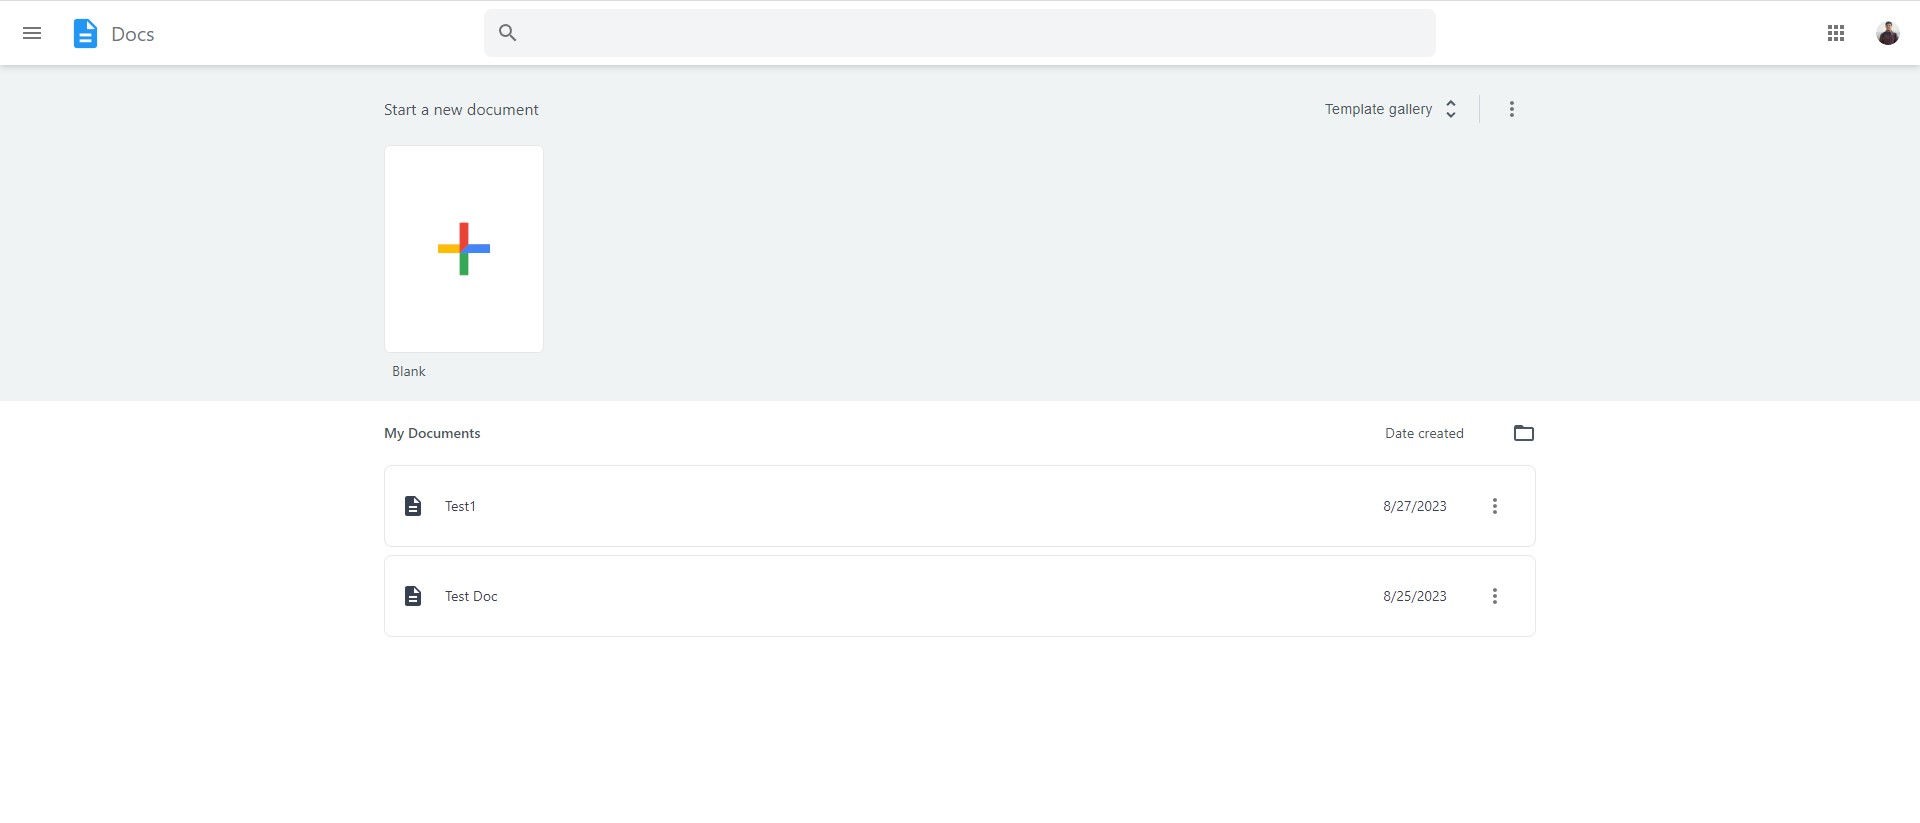 Docs
Start a new document
Template gallery
Blank
My Documents
Date created
Test1
8/27/2023
Test Doc
8/25/2023